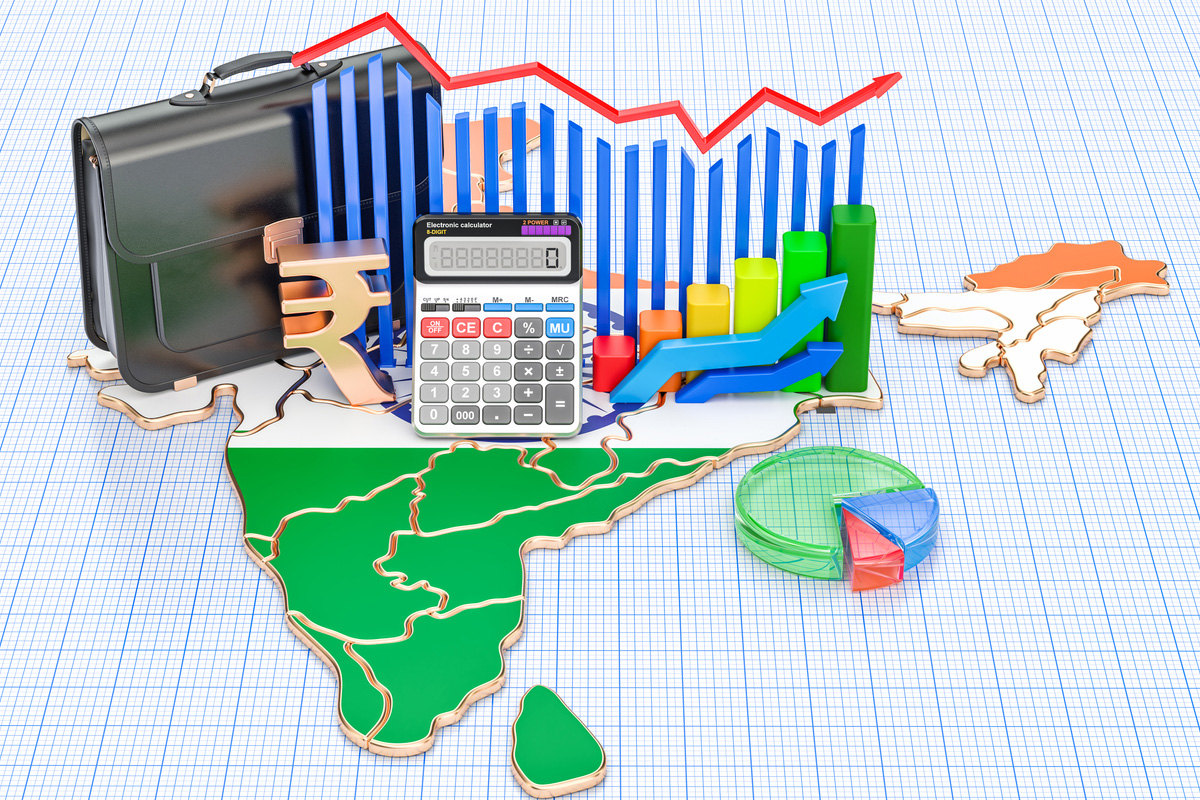 ₹
Electronic calculator
2 POWER
8-DIGIT
0
M+ M- MRC
ON/OFF CE C % MU
7 8 9 ÷ √
4 5 6 × ±
1 2 3 + =
0 000 . −